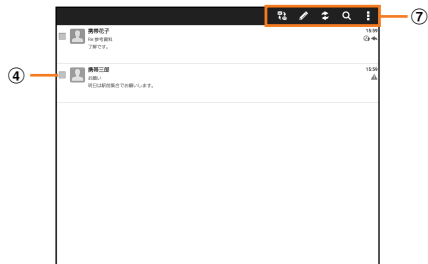 ⑦
携帯花子
15:59
Re:参考資料
了解です。
④
携帯三郎
15:59
お願い
明日は駅前集合でお願いします。